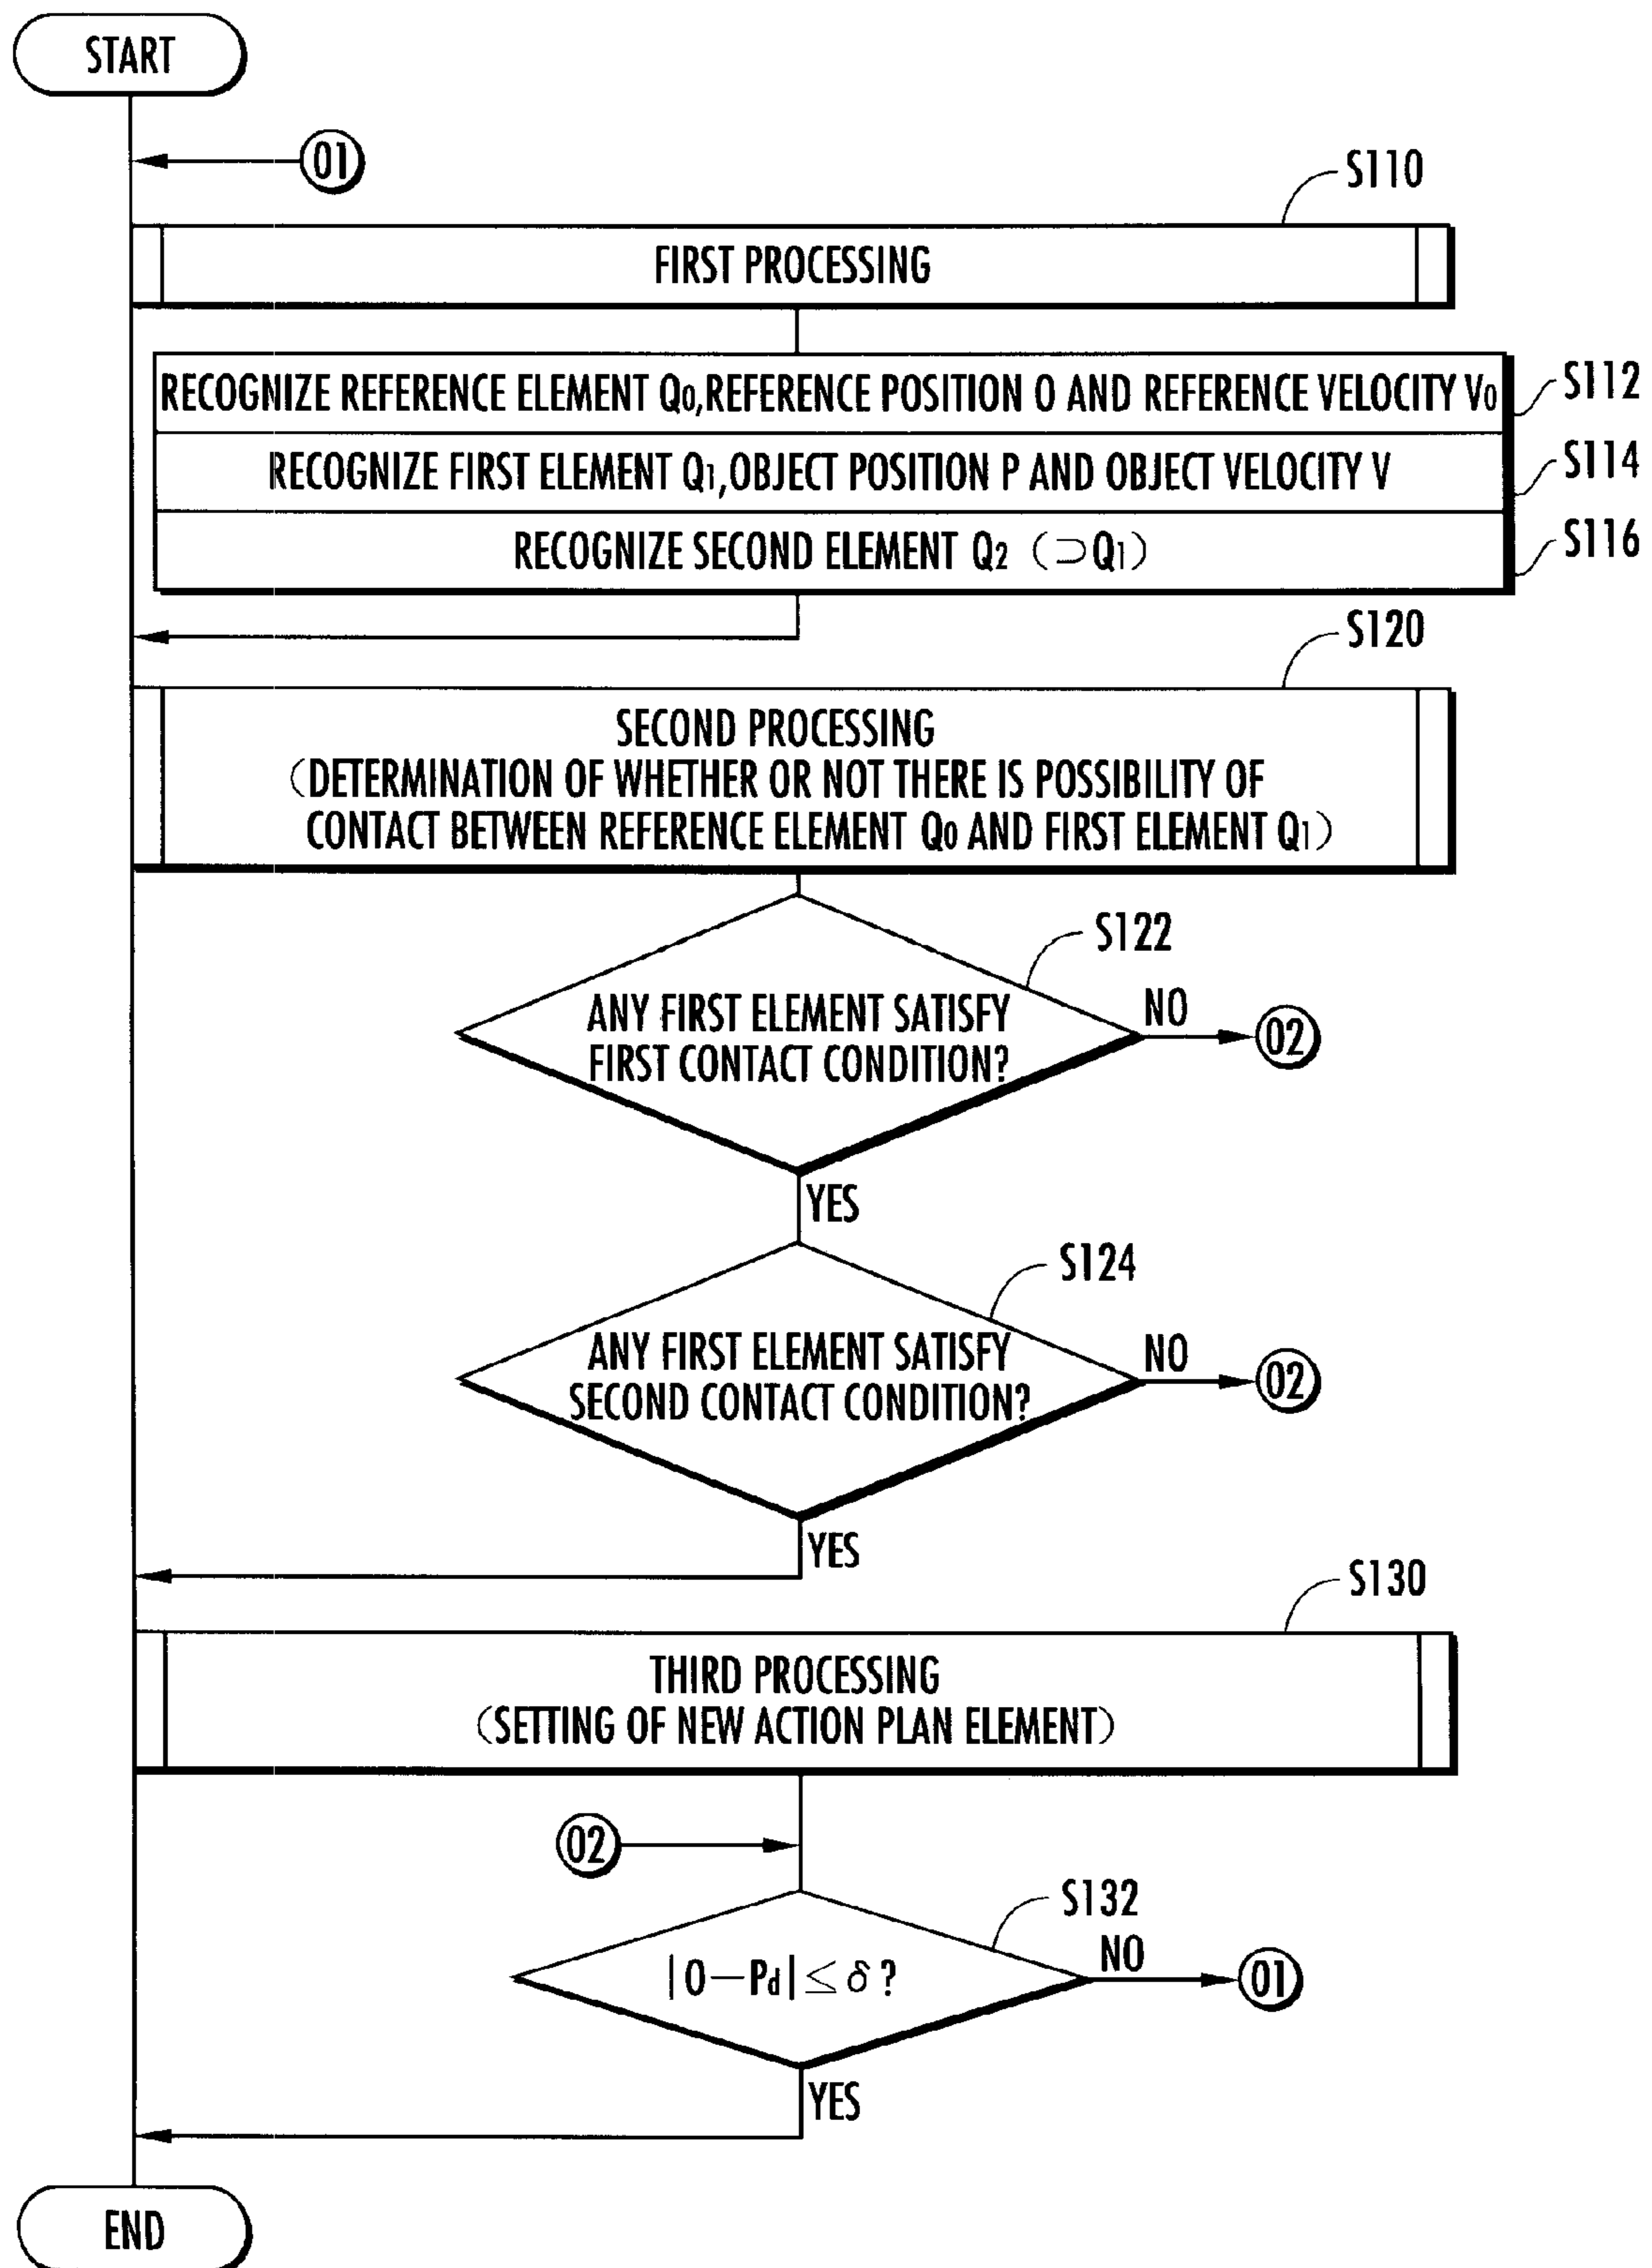 START
01
S110
FIRST PROCESSING
RECOGNIZE REFERENCE ELEMENT Q0,REFERENCE POSITION O AND REFERENCE VELOCITY V0
S112
RECOGNIZE FIRST ELEMENT Q1,OBJECT POSITION P AND OBJECT VELOCITY V
S114
RECOGNIZE SECOND ELEMENT Q2 (⊃Q1)
S116
S120
SECOND PROCESSING
(DETERMINATION OF WHETHER OR NOT THERE IS POSSIBILITY OF
CONTACT BETWEEN REFERENCE ELEMENT Q0 AND FIRST ELEMENT Q1)
S122
ANY FIRST ELEMENT SATISFY
FIRST CONTACT CONDITION?
NO
02
YES
S124
ANY FIRST ELEMENT SATISFY
SECOND CONTACT CONDITION?
NO
02
YES
S130
THIRD PROCESSING
(SETTING OF NEW ACTION PLAN ELEMENT)
02
S132
|O−Pd|≤δ?
NO
01
YES
END